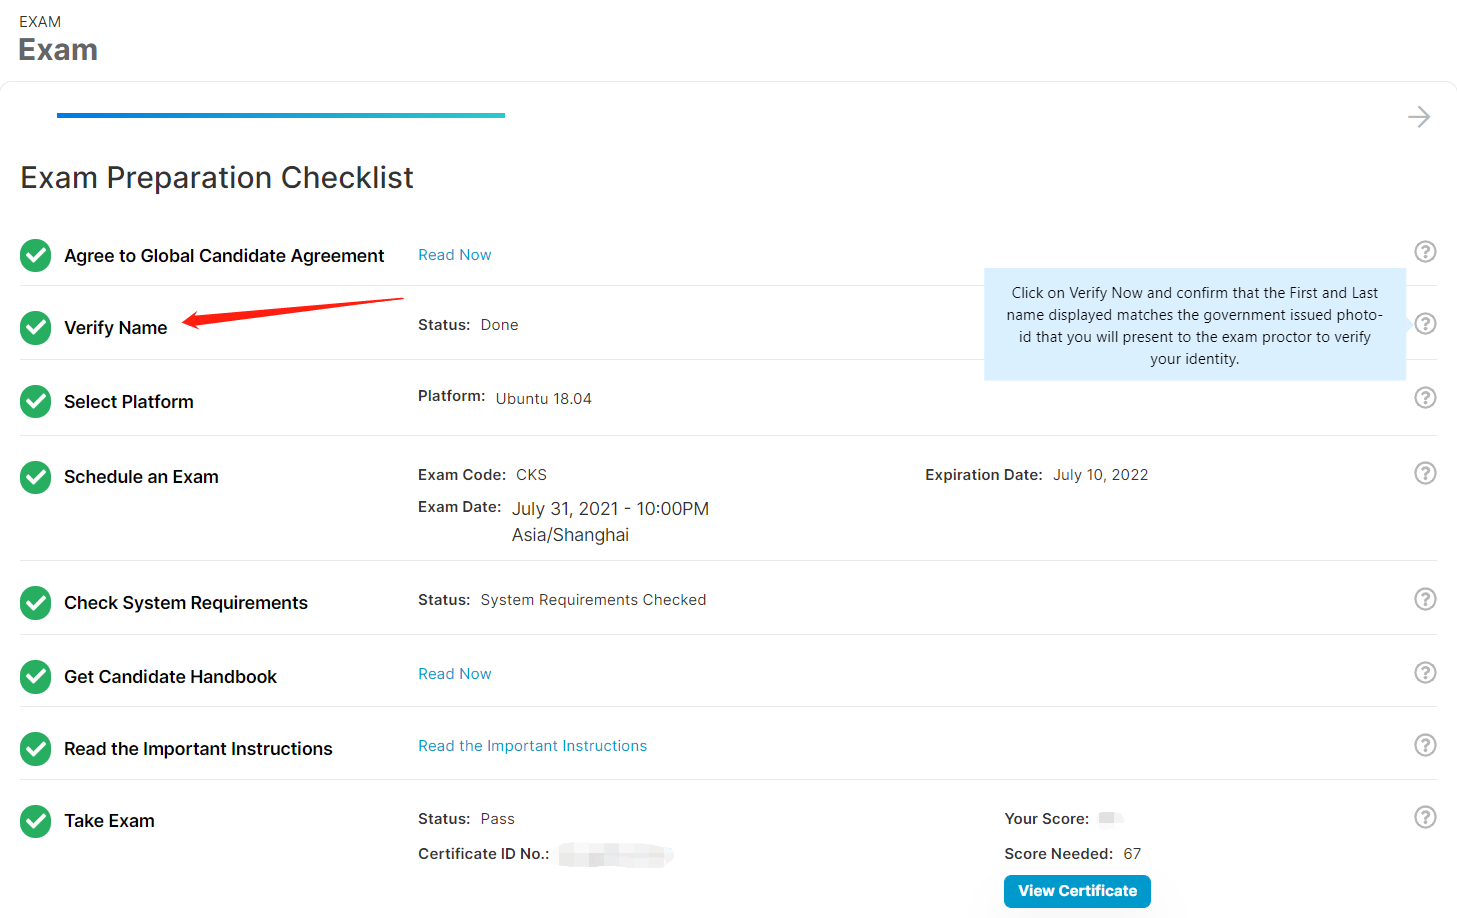 EXAM
Exam
Exam Preparation Checklist
Agree to Global Candidate Agreement
Read Now
Click on Verify Now and confirm that the First and Last
name displayed matches the government issued photo-
id that you will present to the exam proctor to verify
your identity.
Verify Name
Status: Done
Select Platform
Platform: Ubuntu 18.04
Schedule an Exam
Exam Code: CKS
Expiration Date: July 10, 2022
Exam Date: July 31, 2021 - 10:00PM
Asia/Shanghai
Check System Requirements
Status: System Requirements Checked
Get Candidate Handbook
Read Now
Read the Important Instructions
Read the Important Instructions
Take Exam
Status: Pass
Your Score:
Certificate ID No.:
Score Needed: 67
View Certificate